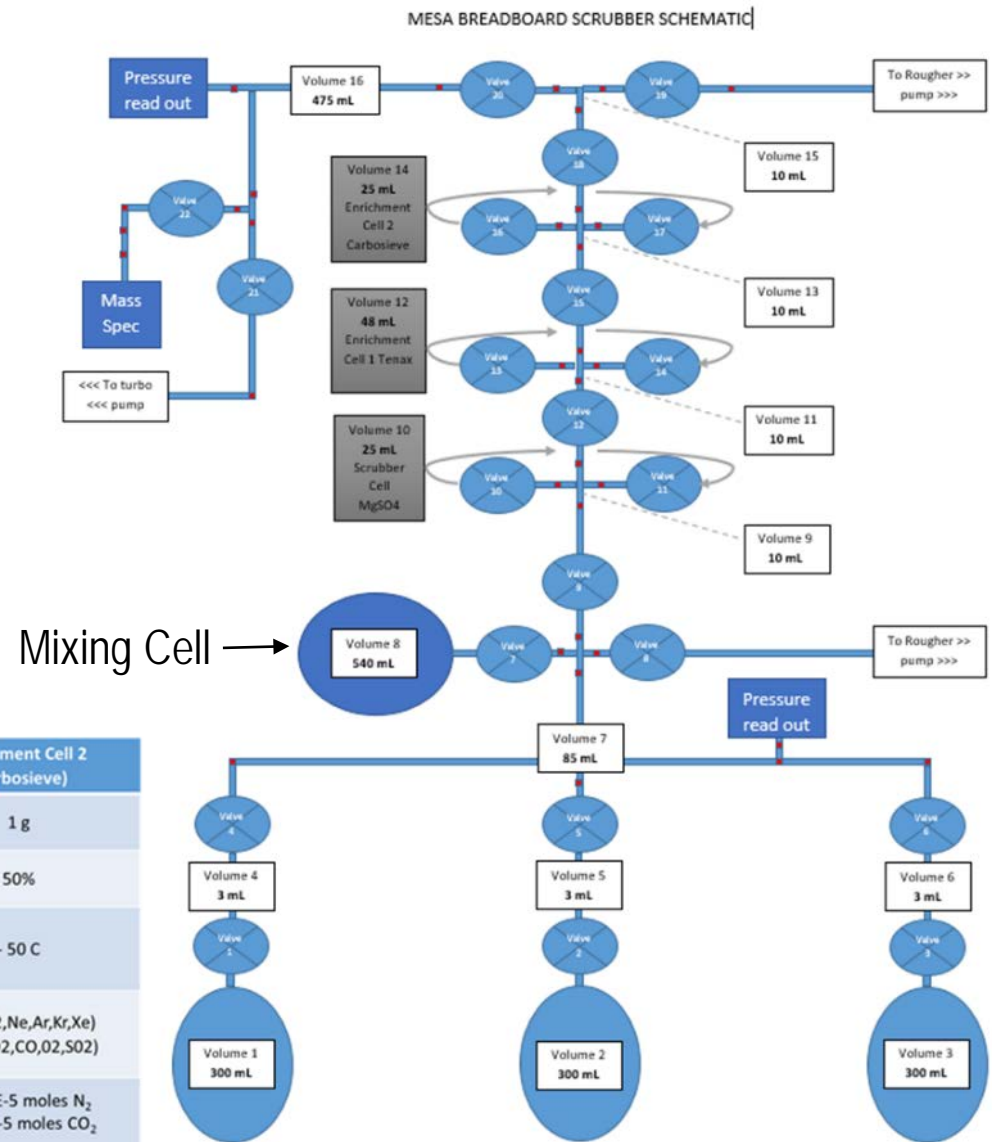 MESA BREADBOARD SCRUBBER SCHEMATIC
Pressure
read out
Volume 16
475 mL
Valve
20
Valve
19
To Rougher >>
pump >>>
Valve
18
Volume 15
10 mL
Volume 14
25 mL
Enrichment
Cell 2
Carbosieve
Valve
22
Valve
16
Valve
17
Mass
Spec
Valve
21
Valve
15
Volume 13
10 mL
Volume 12
48 mL
Enrichment
Cell 1 Tenax
Valve
13
Valve
14
<<< To turbo
<<< pump
Valve
12
Volume 11
10 mL
Volume 10
25 mL
Scrubber
Cell
MgSO4
Valve
10
Valve
11
Volume 9
10 mL
Valve
9
Mixing Cell
Volume 8
540 mL
Valve
7
Valve
8
To Rougher >>
pump >>>
Pressure
read out
Volume 7
85 mL
Valve
4
Valve
5
Valve
6
Volume 4
3 mL
Volume 5
3 mL
Volume 6
3 mL
Valve
1
Valve
2
Valve
3
Volume 1
300 mL
Volume 2
300 mL
Volume 3
300 mL
ment Cell 2
bosieve)
1 g
50%
50 C
,Ne,Ar,Kr,Xe)
02,CO,02,S02)
E-5 moles N₂
-5 moles CO₂